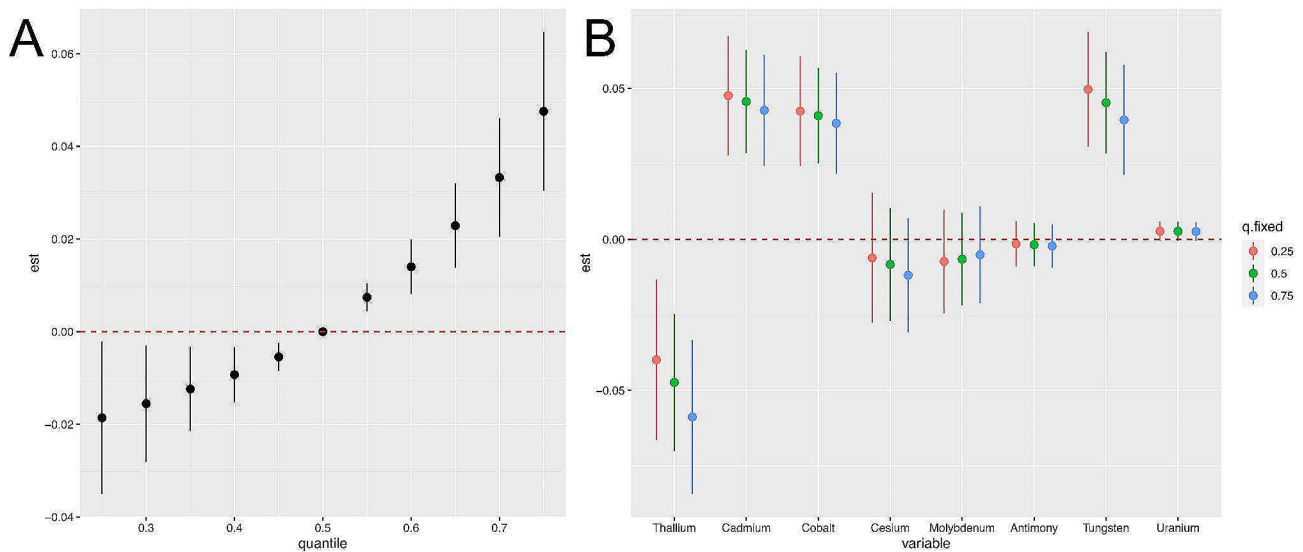 A
0.06
0.04
0.02
0.00
−0.02
−0.04
est
0.3 0.4 0.5 0.6 0.7
quantile
B
0.05
0.00
−0.05
est
Thallium Cadmium Cobalt Cesium Molybdenum Antimony Tungsten Uranium
variable
q.fixed
0.25
0.5
0.75